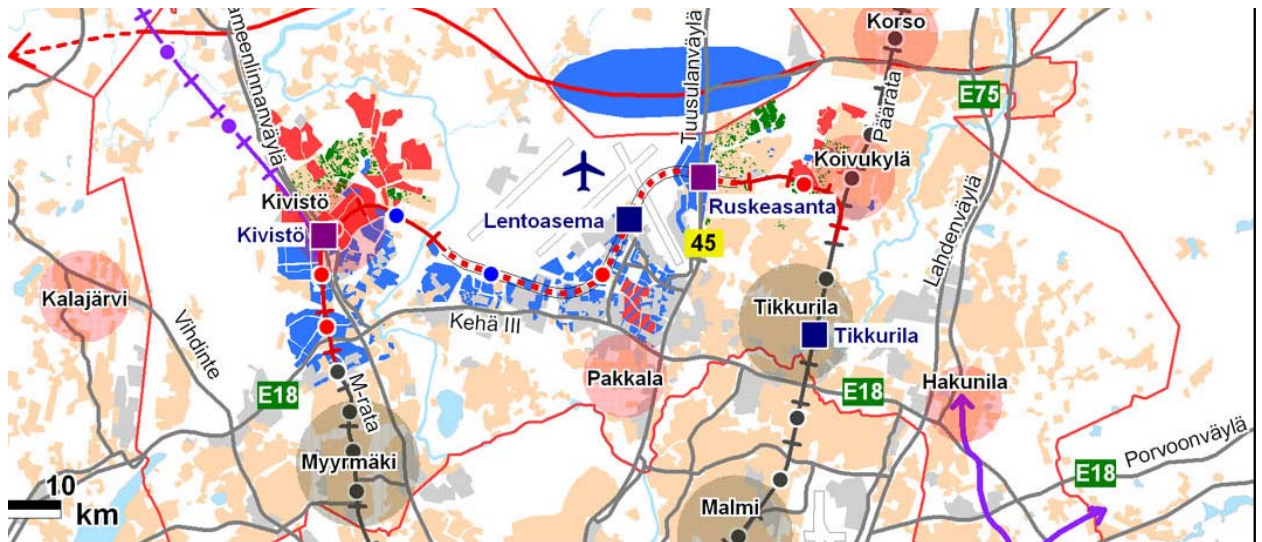 Korso
ameenlinnanväylä
Tuusulanväylä
Päärata
E75
Koivukylä
Kivistö
Kivistö
Lentoasema
Ruskeasanta
45
Lahdenväylä
Kalajärvi
Vihdintie
Kehä III
Tikkurila
Tikkurila
Pakkala
E18
M-rata
E18
Hakunila
Myyrmäki
Porvoonväylä
E18
10
km
Malmi